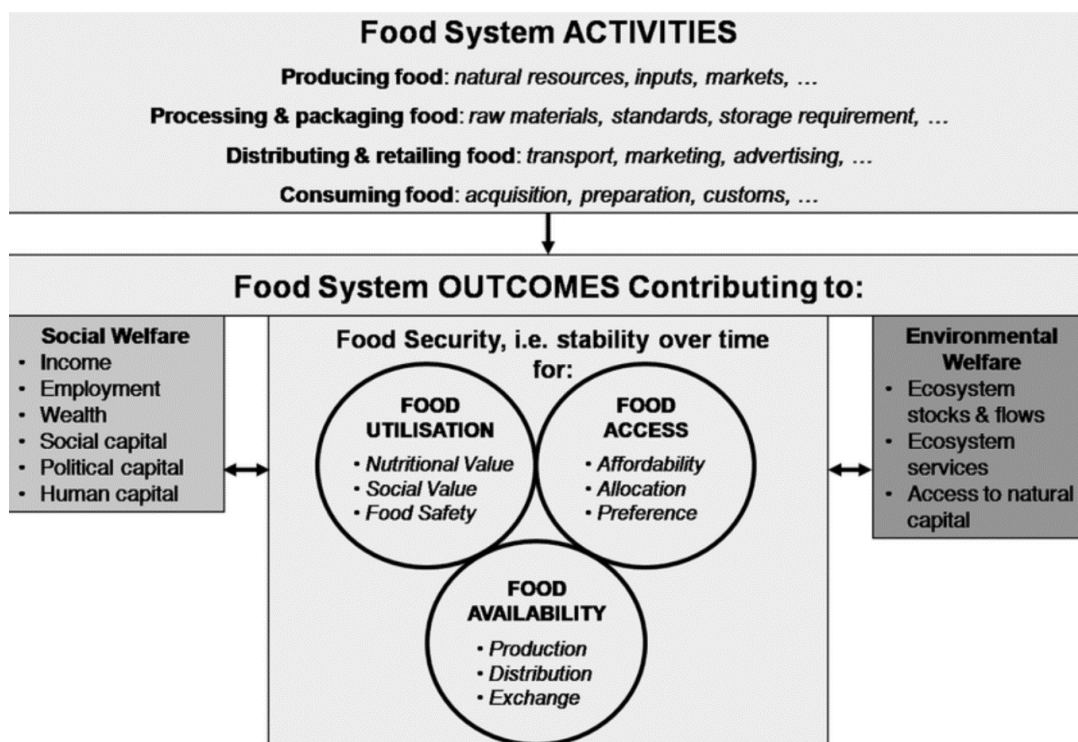 Food System ACTIVITIES
Producing food: natural resources, inputs, markets, …
Processing & packaging food: raw materials, standards, storage requirement, …
Distributing & retailing food: transport, marketing, advertising, …
Consuming food: acquisition, preparation, customs, …
Food System OUTCOMES Contributing to:
Social Welfare
• Income
• Employment
• Wealth
• Social capital
• Political capital
• Human capital
Food Security, i.e. stability over time
for:
FOOD
UTILISATION
• Nutritional Value
• Social Value
• Food Safety
FOOD
ACCESS
• Affordability
• Allocation
• Preference
FOOD
AVAILABILITY
• Production
• Distribution
• Exchange
Environmental
Welfare
• Ecosystem
stocks & flows
• Ecosystem
services
• Access to natural
capital